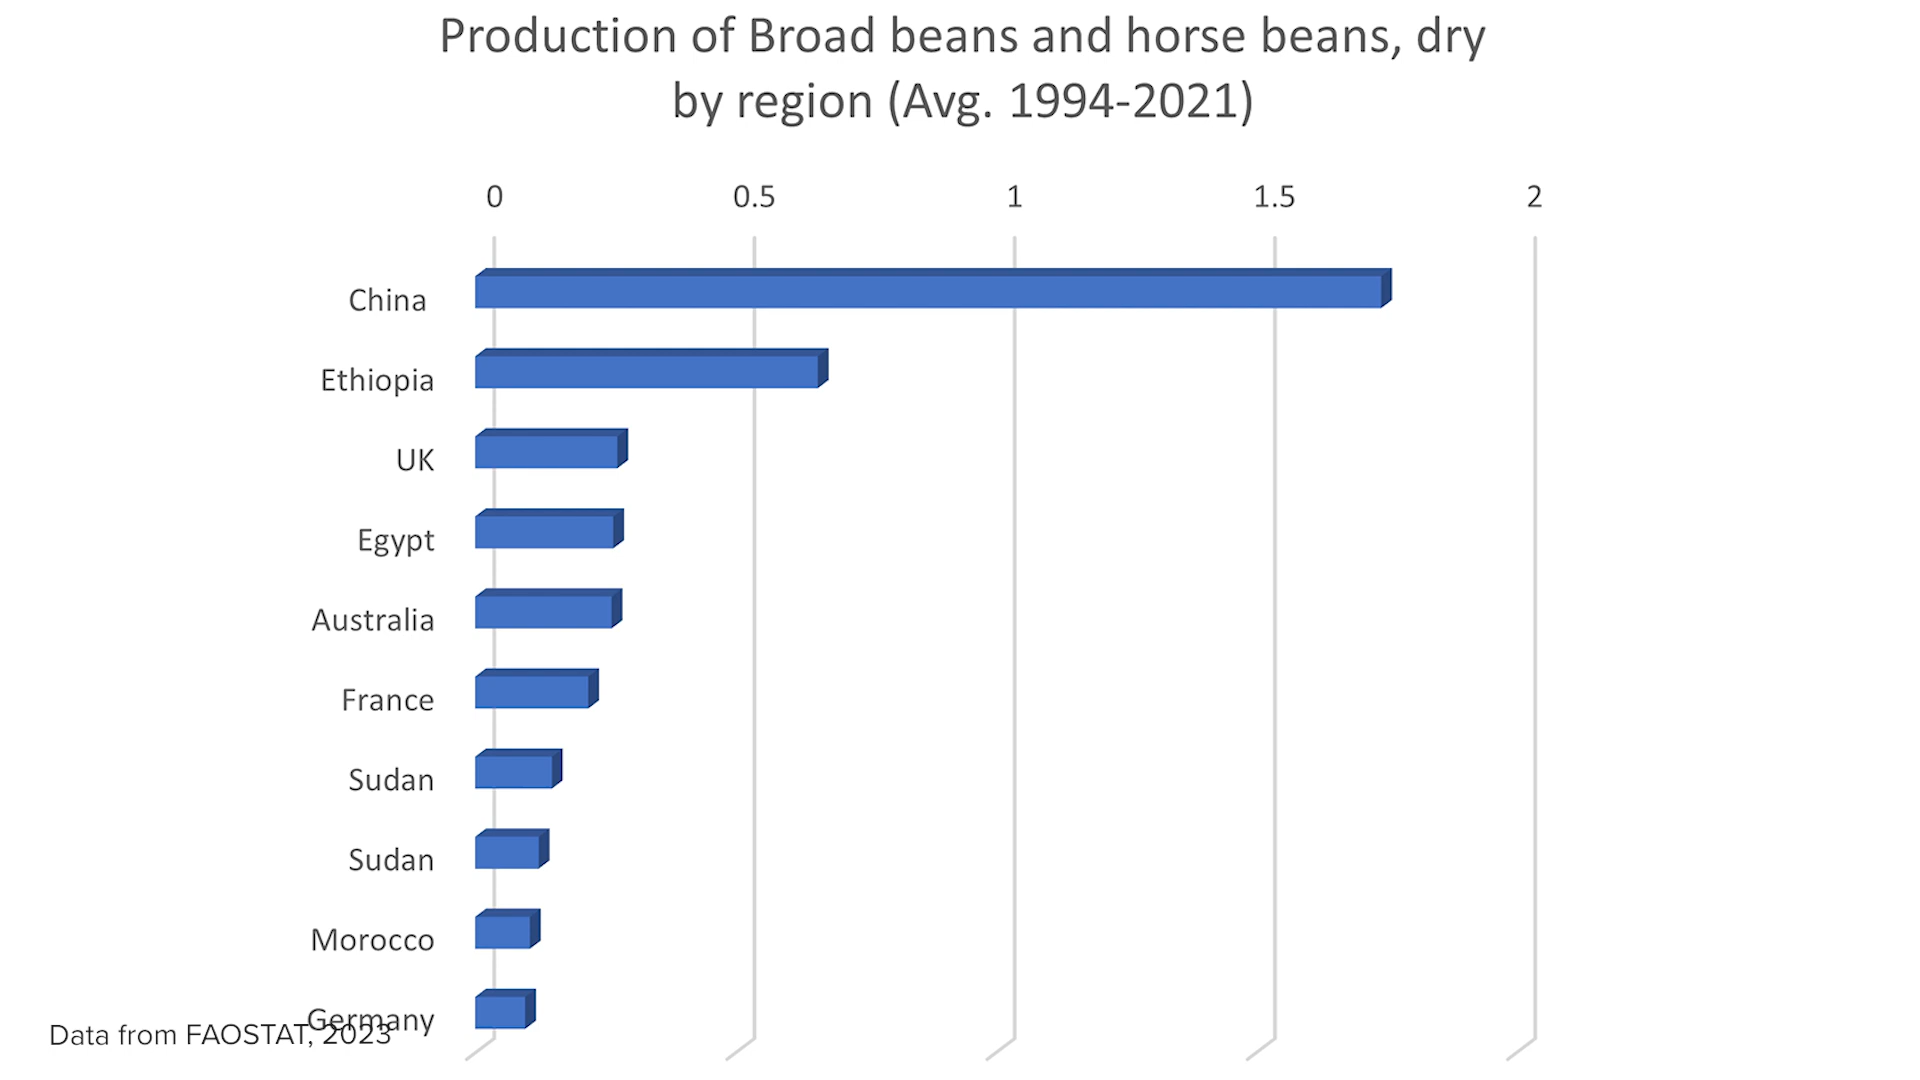 Production of Broad beans and horse beans, dry
by region (Avg. 1994-2021)
0 0.5 1 1.5 2
China
Ethiopia
UK
Egypt
Australia
France
Sudan
Sudan
Morocco
Germany
Data from FAOSTAT, 2023